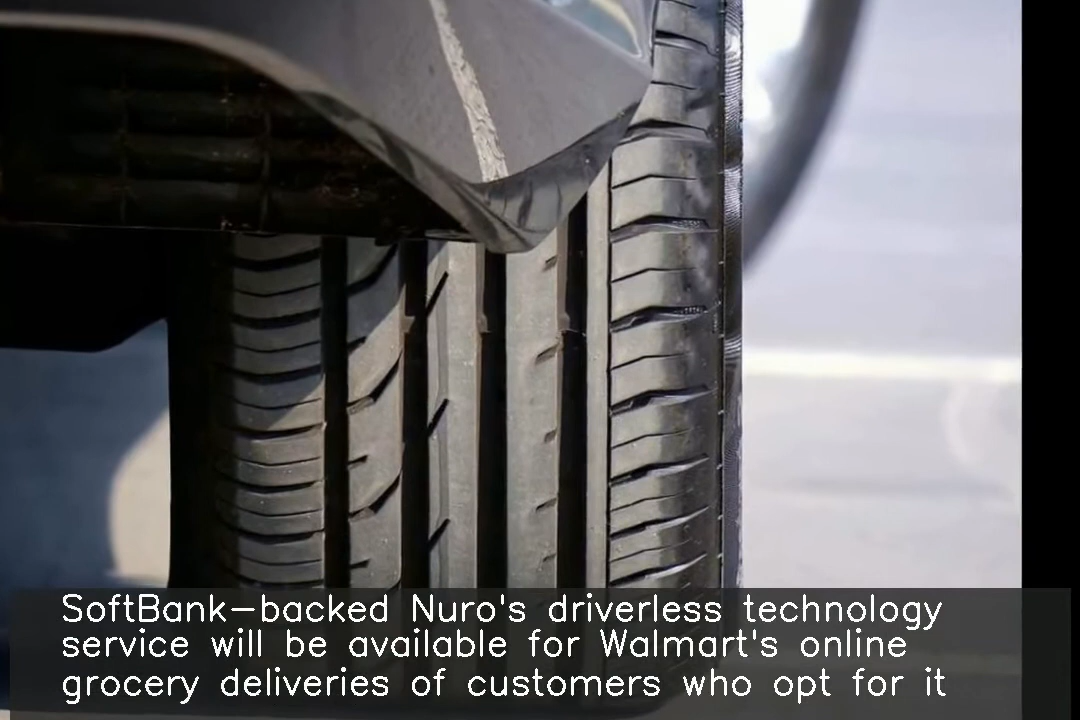 SoftBank-backed Nuro's driverless technology
service will be available for Walmart's online
grocery deliveries of customers who opt for it